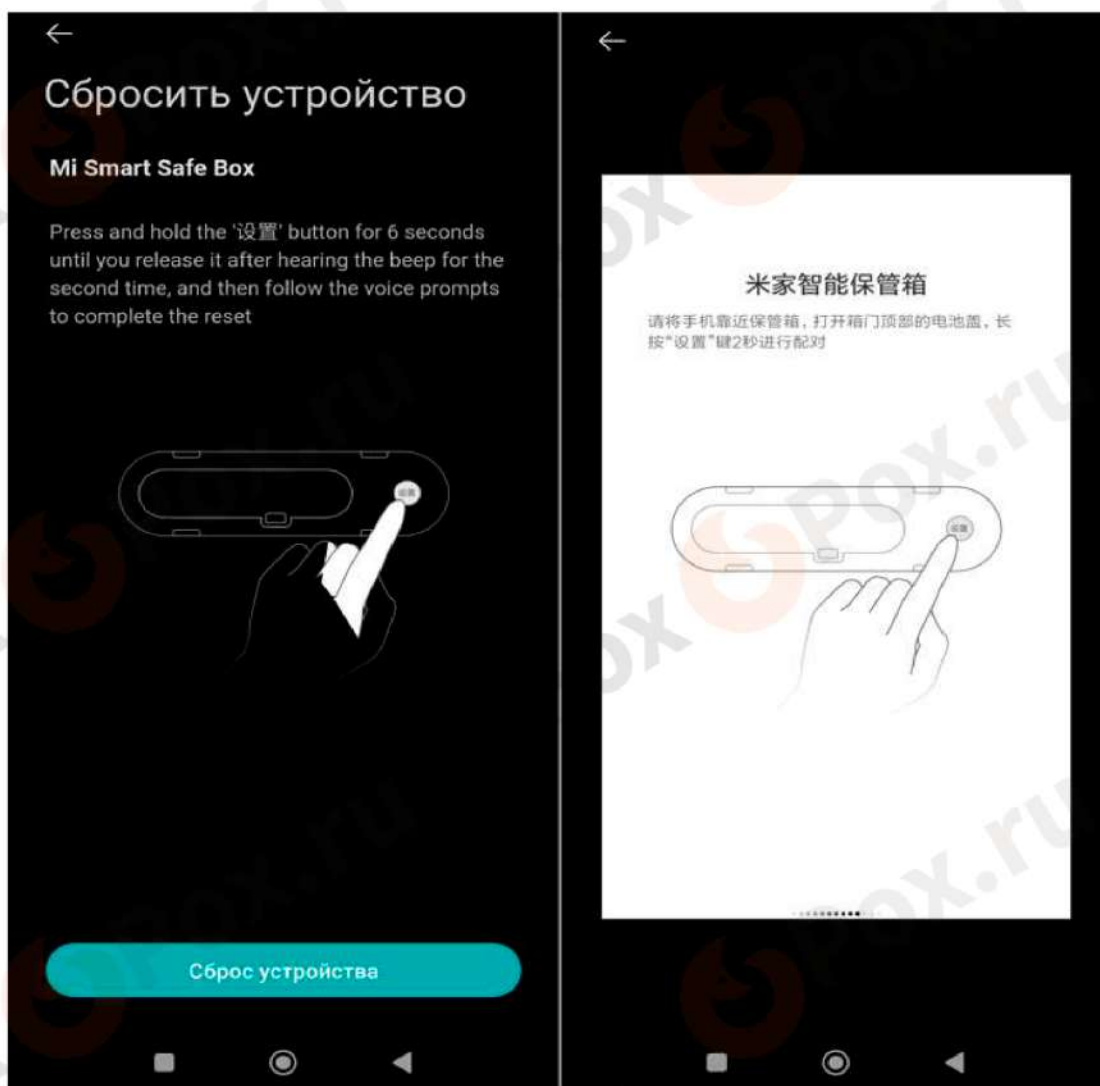 Сбросить устройство
Mi Smart Safe Box
Press and hold the '设置' button for 6 seconds
until you release it after hearing the beep for the
second time, and then follow the voice prompts
to complete the reset
设置
Сброс устройства
米家智能保管箱
请将手机靠近保管箱，打开箱门顶部的电池盖，长
按“设置”键2秒进行配对
设置
6Pox.ru